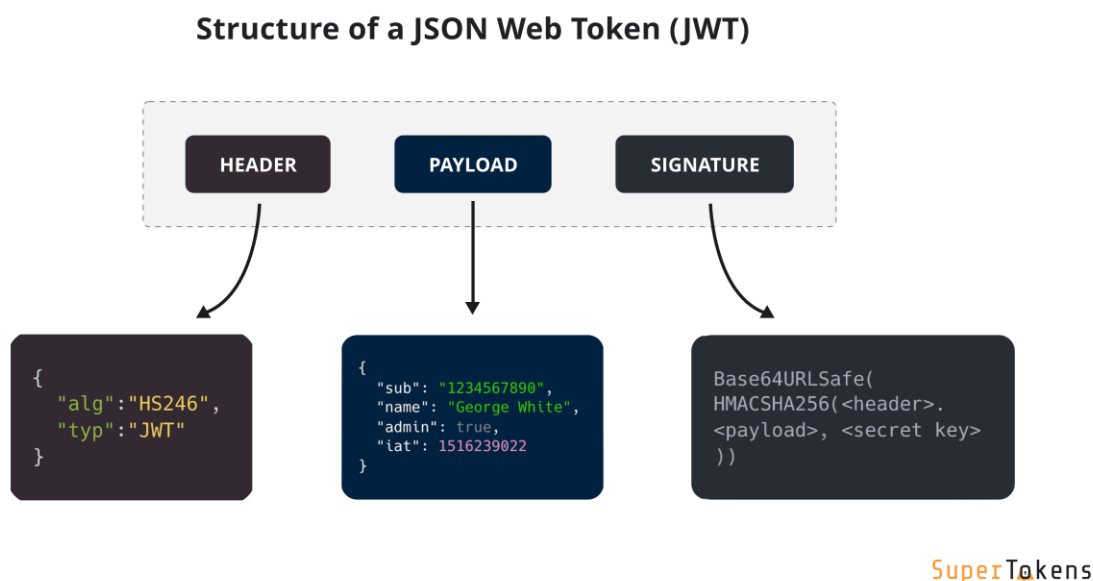 Structure of a JSON Web Token (JWT)
HEADER
PAYLOAD
SIGNATURE
{
"alg":"HS246",
"typ":"JWT"
}
{
"sub": "1234567890",
"name": "George White",
"admin": true,
"iat": 1516239022
}
Base64URLSafe(
HMACSHA256(<header>.
<payload>, <secret key>
))
SuperTokens